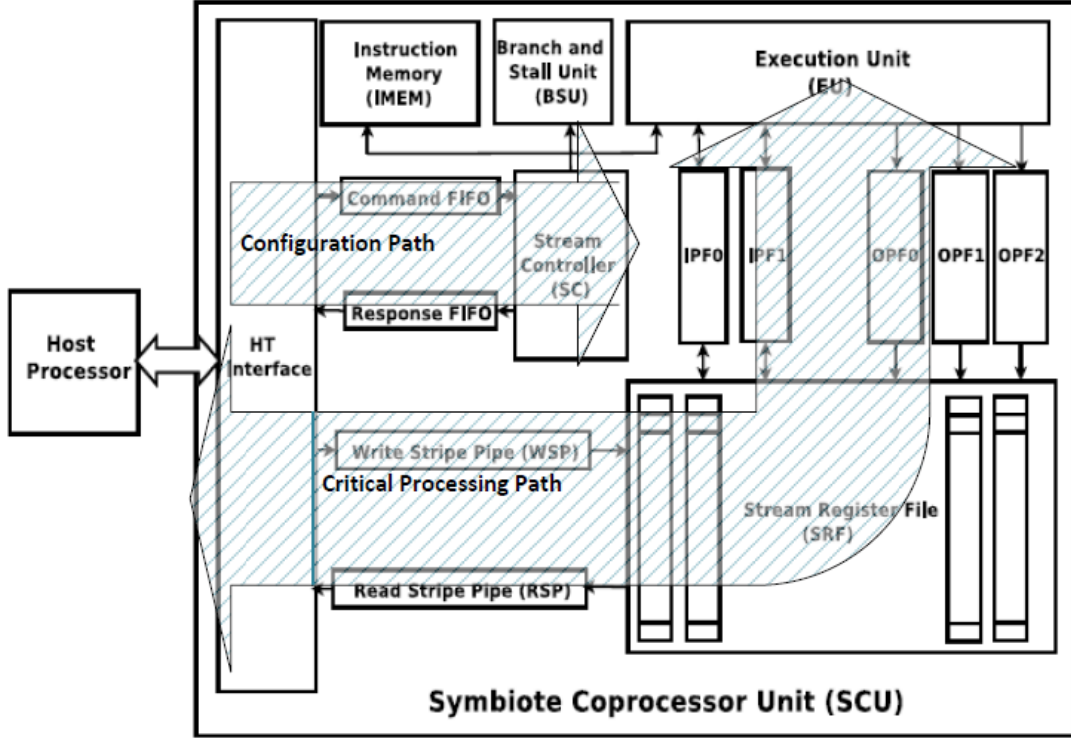 Instruction
Memory
(IMEM)
Branch and
Stall Unit
(BSU)
Execution Unit
(EU)
Command FIFO
Configuration Path
Stream
Controller
(SC)
IPF0
IPF1
OPF0
OPF1
OPF2
Response FIFO
Host
Processor
HT
Interface
Write Stripe Pipe (WSP)
Critical Processing Path
Stream Register File
(SRF)
Read Stripe Pipe (RSP)
Symbiote Coprocessor Unit (SCU)